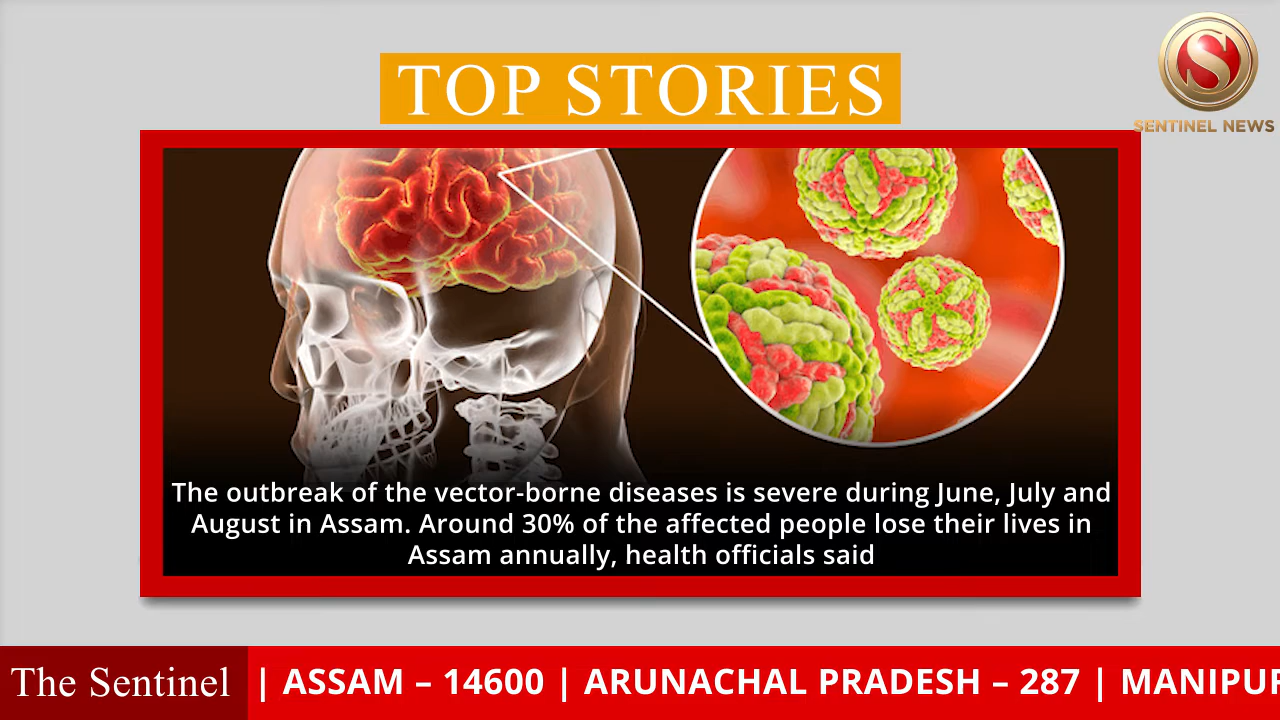 S
SENTINEL NEWS
TOP STORIES
The outbreak of the vector-borne diseases is severe during June, July and
August in Assam. Around 30% of the affected people lose their lives in
Assam annually, health officials said
The Sentinel
| ASSAM – 14600 | ARUNACHAL PRADESH – 287 | MANIPUR